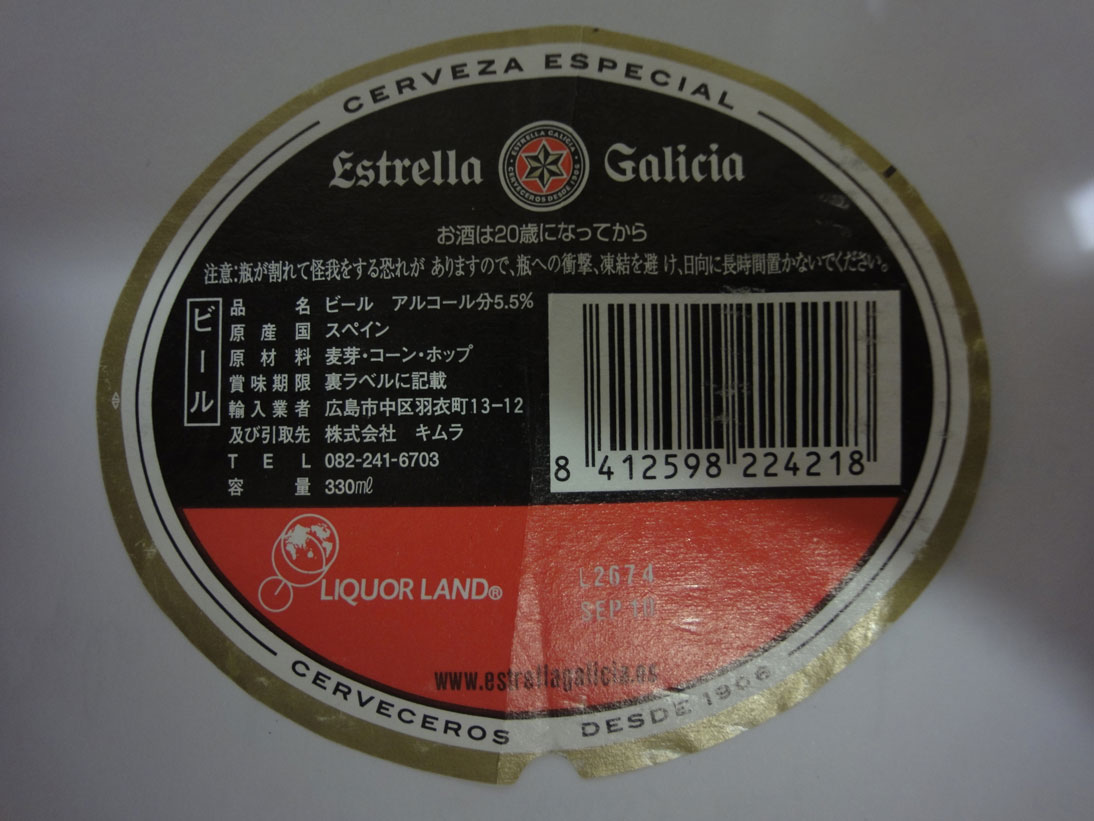 CERVEZA ESPECIAL
Estrella Galicia
ESTRELLA GALICIA
CERVECEROS DESDE 1906
お酒は20歳になってから
注意:瓶が割れて怪我をする恐れが ありますので、瓶への衝撃、凍結を避け、日向に長時間置かないでください。
ビール
品名 ビール アルコール分5.5%
原産国 スペイン
原材料 麦芽・コーン・ホップ
賞味期限 裏ラベルに記載
輸入業者 広島市中区羽衣町13-12
及び引取先 株式会社 キムラ
TEL 082-241-6703
容量 330㎖
8 412598 224218
LIQUOR LAND®
L2674
SEP
www.estrellagalicia.es
CERVECEROS DESDE 1906